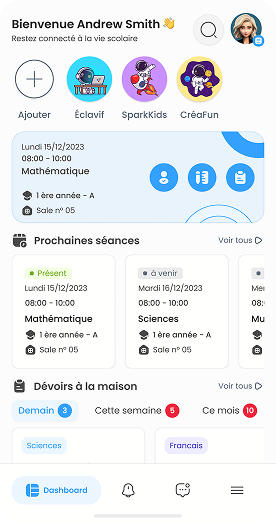 Bienvenue Andrew Smith👋
Restez connecté à la vie scolaire
Ajouter
Éclavif
SparkKids
CréaFun
Lundi 15/12/2023
08:00 - 10:00
Mathématique
1 ère année - A
Sale n° 05
Prochaines séances
Voir tous
Présent
Lundi 15/12/2023
08:00 - 10:00
Mathématique
1 ère année - A
Sale n° 05
à venir
Mardi 16/12/2023
08:00 - 10:00
Sciences
1 ère année - A
Sale n° 05
Mer
08:
Mu
Dévoirs à la maison
Voir tous
Demain 3
Cette semaine 5
Ce mois 10
Sciences
Francais
Dashboard